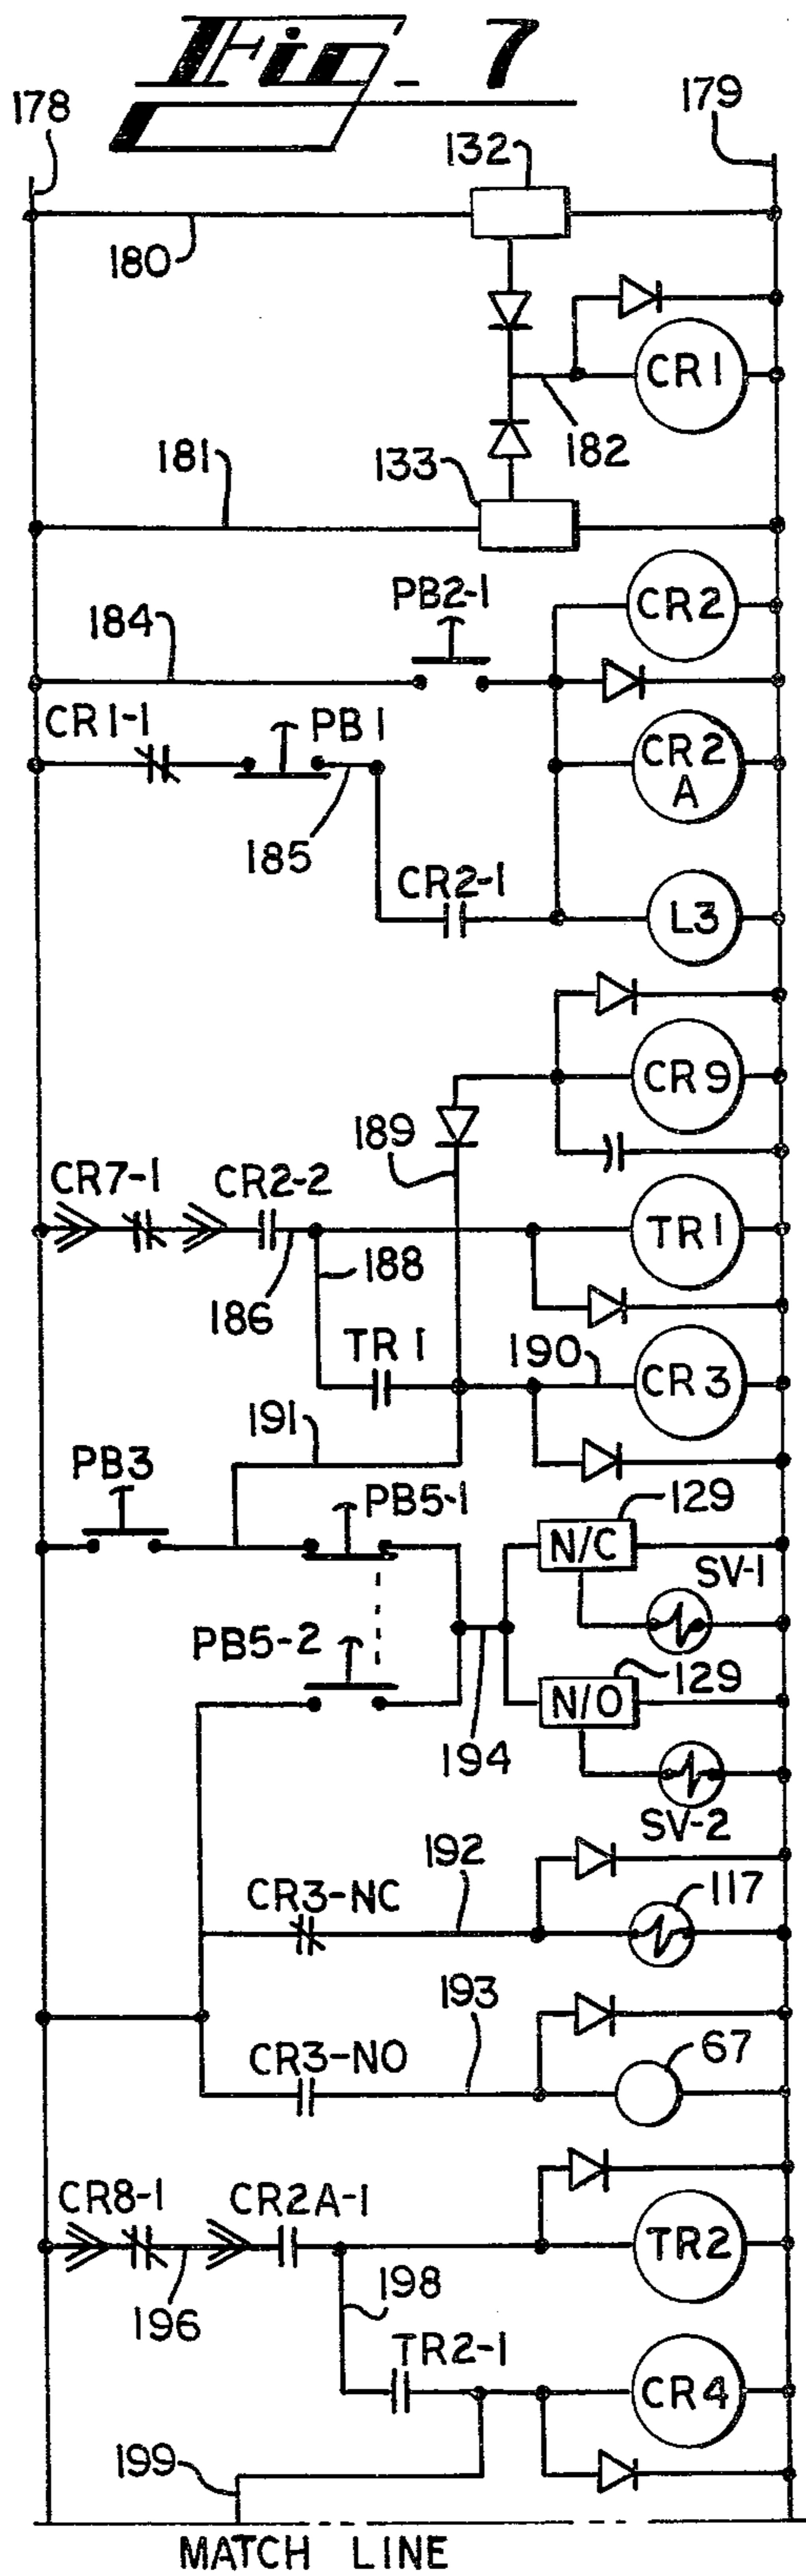 Fig. 7
178
179
132
180
CR1
182
181
133
PB2-1
CR2
184
CR1-1
PB1
CR2
A
185
CR2-1
L3
CR9
189
CR7-1
CR2-2
TR1
188
186
TR1
190
CR3
191
PB3
PB5-1
129
N/C
SV-1
PB5-2
129
N/O
194
SV-2
192
CR3-NC
117
193
CR3-NO
67
CR8-1
CR2A-1
TR2
196
198
TR2-1
CR4
199
MATCH LINE